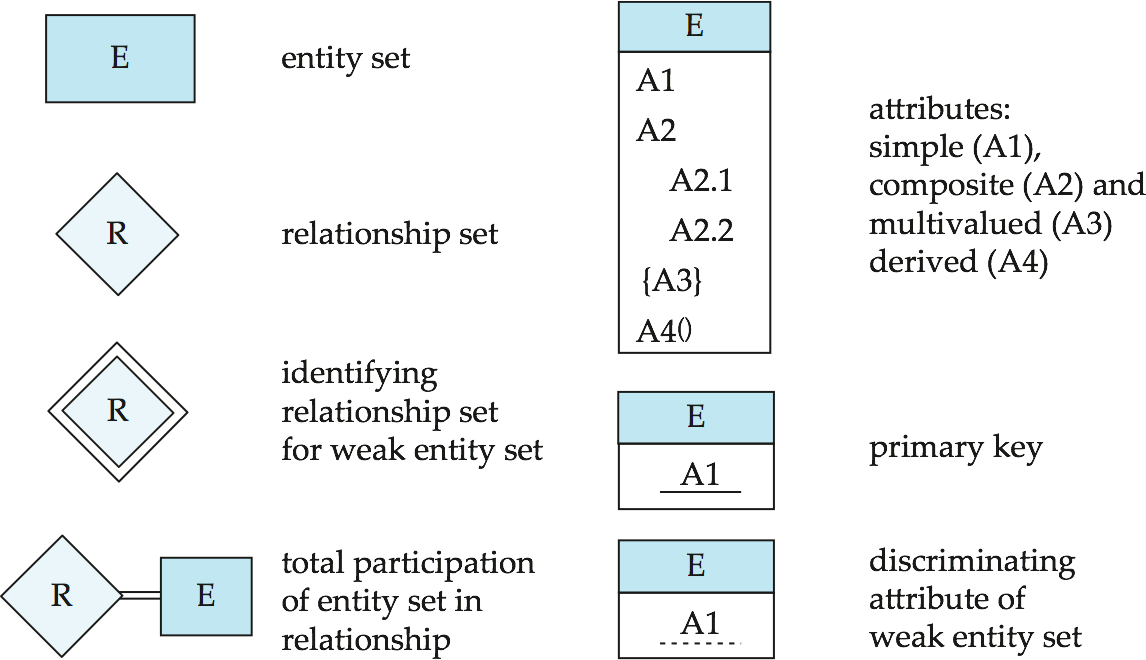 E
entity set
R
relationship set
R
identifying
relationship set
for weak entity set
R
E
total participation
of entity set in
relationship
E
A1
A2
A2.1
A2.2
{A3}
A4()
attributes:
simple (A1),
composite (A2) and
multivalued (A3)
derived (A4)
E
A1
primary key
E
A1
discriminating
attribute of
weak entity set